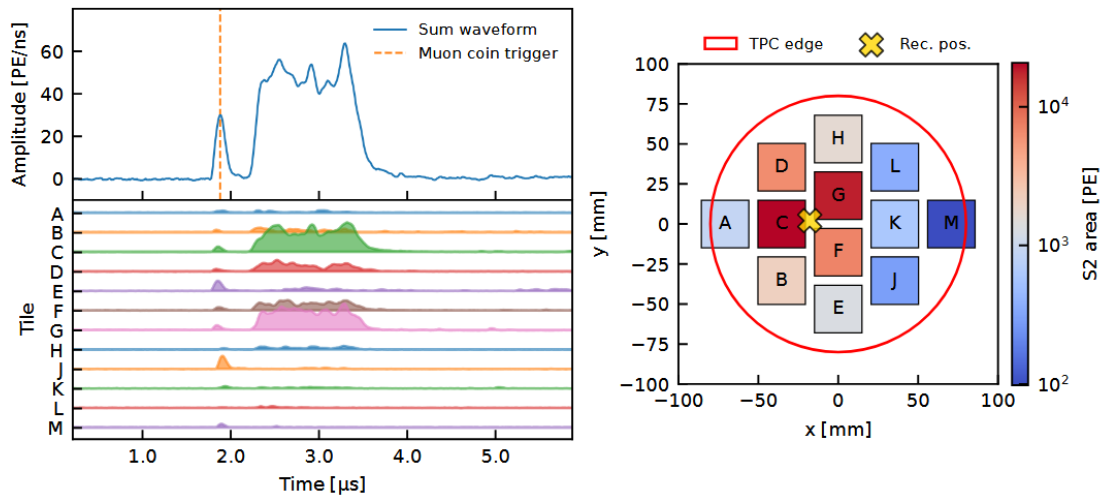 Amplitude [PE/ns]
60
40
20
0
Sum waveform
Muon coin trigger
Tile
A
B
C
D
E
F
G
H
J
K
L
M
1.0 2.0 3.0 4.0 5.0
Time [μs]
TPC edge Rec. pos.
y [mm]
100
75
50
25
0
−25
−50
−75
−100
H
D L
G
A C K M
F
B J
E
−100 −50 0 50 100
x [mm]
10⁴
10³
10²
S2 area [PE]